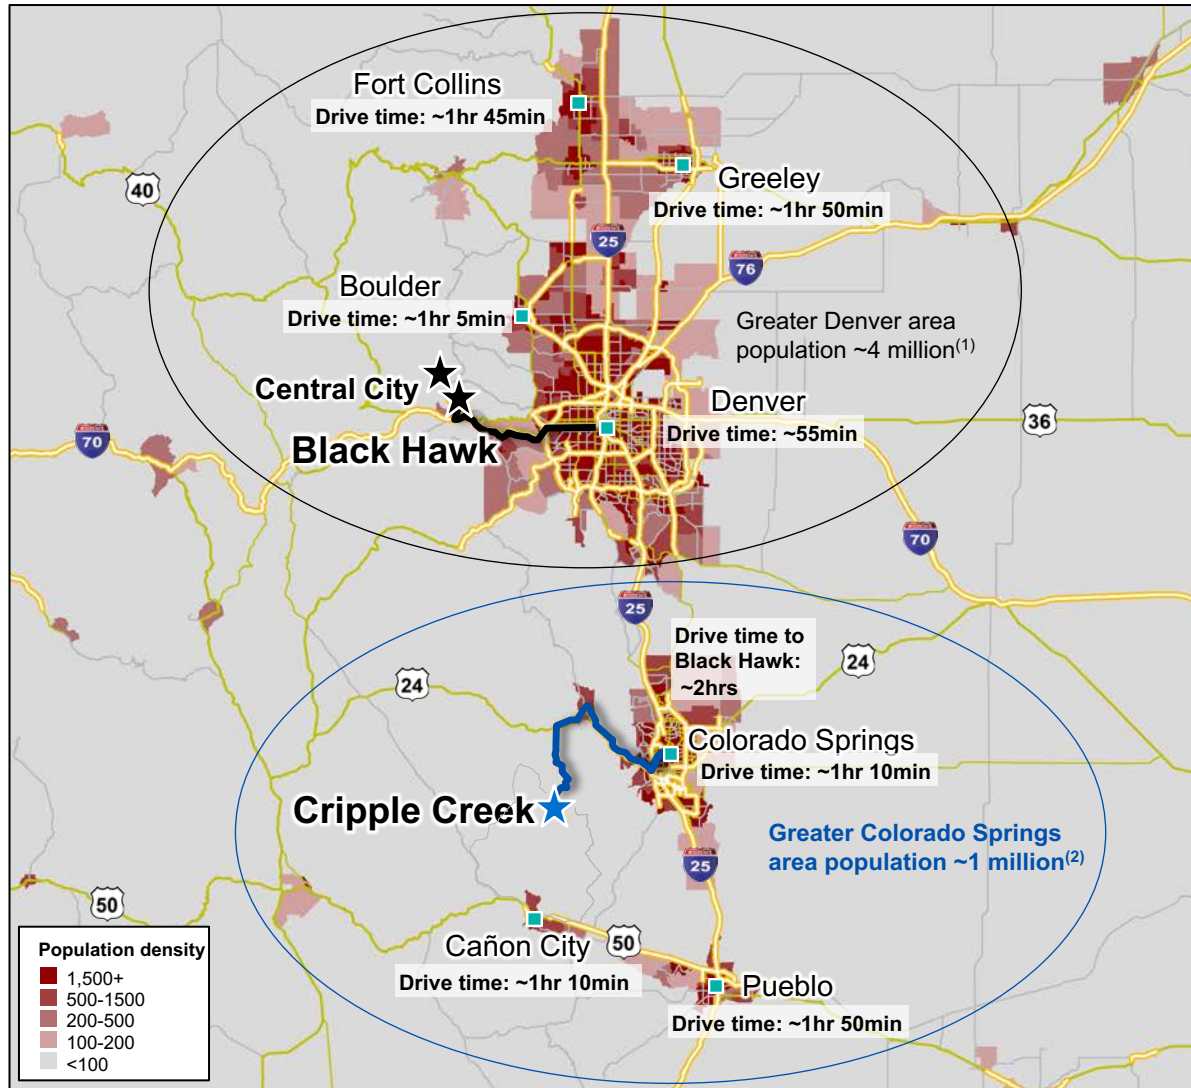 Fort Collins
Drive time: ~1hr 45min
40
Greeley
Drive time: ~1hr 50min
25
76
Boulder
Drive time: ~1hr 5min
Greater Denver area
population ~4 million(1)
Central City
Denver
Drive time: ~55min
36
70
Black Hawk
70
25
Drive time to
Black Hawk:
~2hrs
24
24
Colorado Springs
Drive time: ~1hr 10min
Cripple Creek
Greater Colorado Springs
area population ~1 million(2)
25
50
Cañon City
50
Drive time: ~1hr 10min
Pueblo
Drive time: ~1hr 50min
Population density
1,500+
500-1500
200-500
100-200
<100